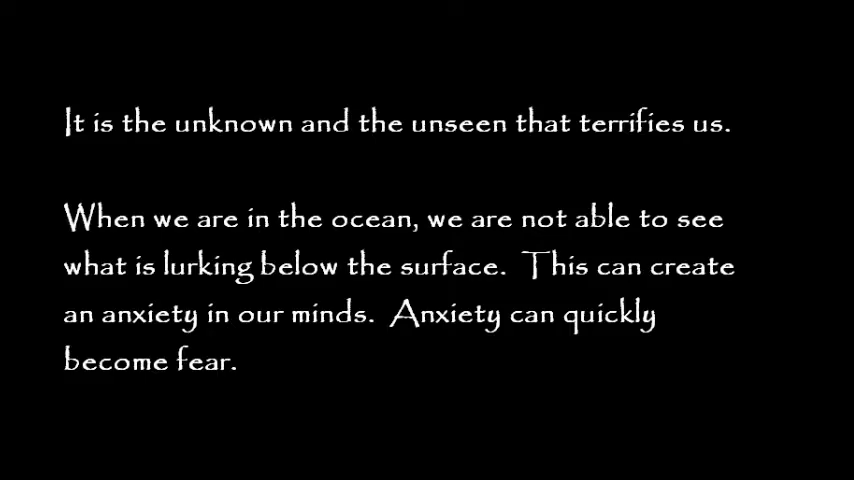 It is the unknown and the unseen that terrifies us.
When we are in the ocean, we are not able to see
what is lurking below the surface.  This can create
an anxiety in our minds.  Anxiety can quickly
become fear.